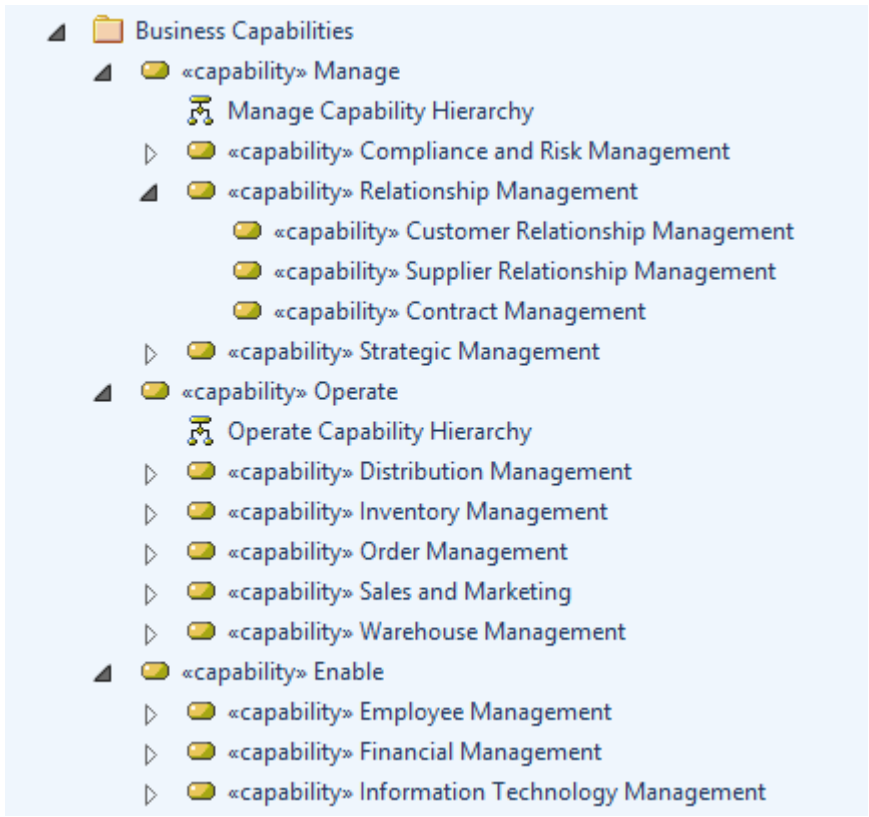 Business Capabilities
«capability» Manage
Manage Capability Hierarchy
«capability» Compliance and Risk Management
«capability» Relationship Management
«capability» Customer Relationship Management
«capability» Supplier Relationship Management
«capability» Contract Management
«capability» Strategic Management
«capability» Operate
Operate Capability Hierarchy
«capability» Distribution Management
«capability» Inventory Management
«capability» Order Management
«capability» Sales and Marketing
«capability» Warehouse Management
«capability» Enable
«capability» Employee Management
«capability» Financial Management
«capability» Information Technology Management